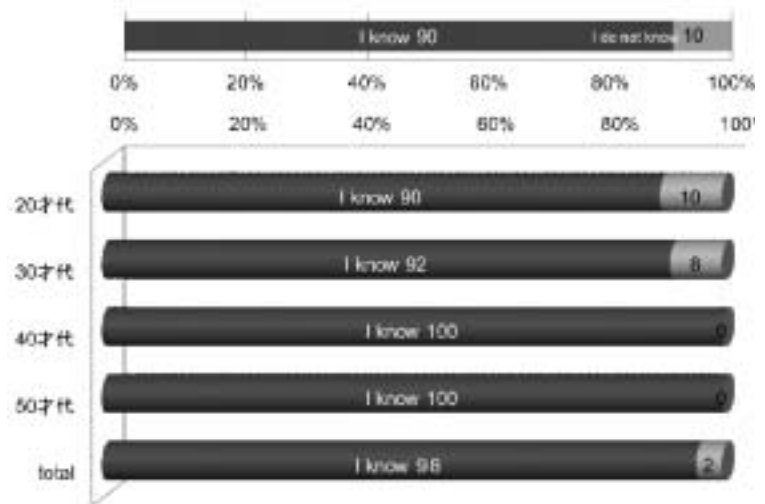 I know 90 I do not know 10
0% 20% 40% 60% 80% 100%
0% 20% 40% 60% 80% 100%
20才代 I know 90 10
30才代 I know 92 8
40才代 I know 100 0
50才代 I know 100 0
total I know 98 2